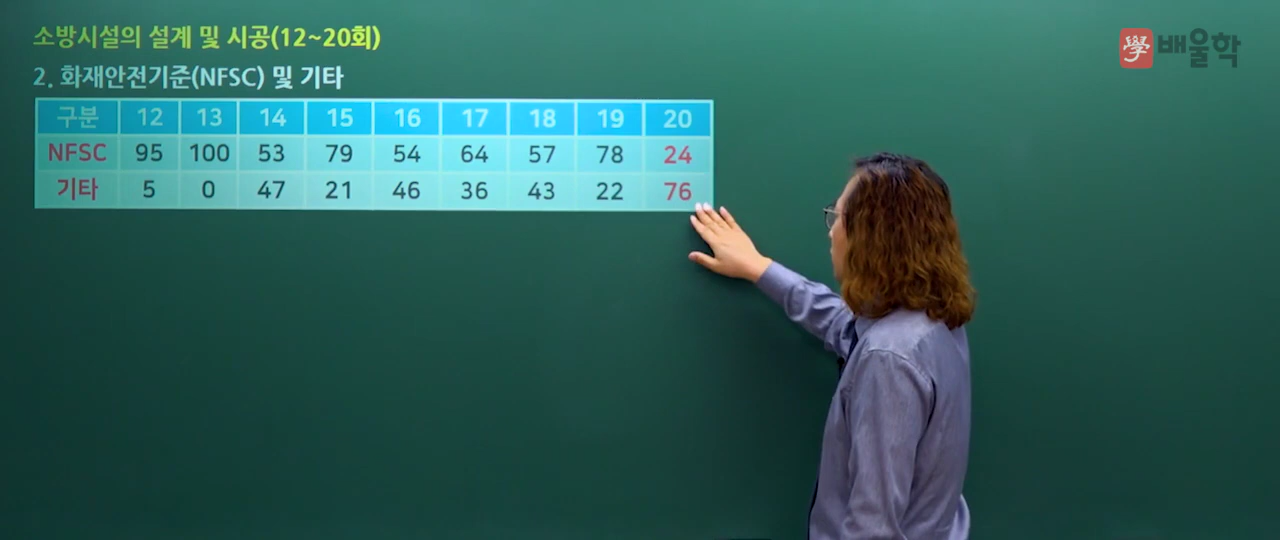 소방시설의 설계 및 시공(12~20회)
學 배울학
2. 화재안전기준(NFSC) 및 기타
구분 12 13 14 15 16 17 18 19 20
NFSC 95 100 53 79 54 64 57 78 24
기타 5 0 47 21 46 36 43 22 76